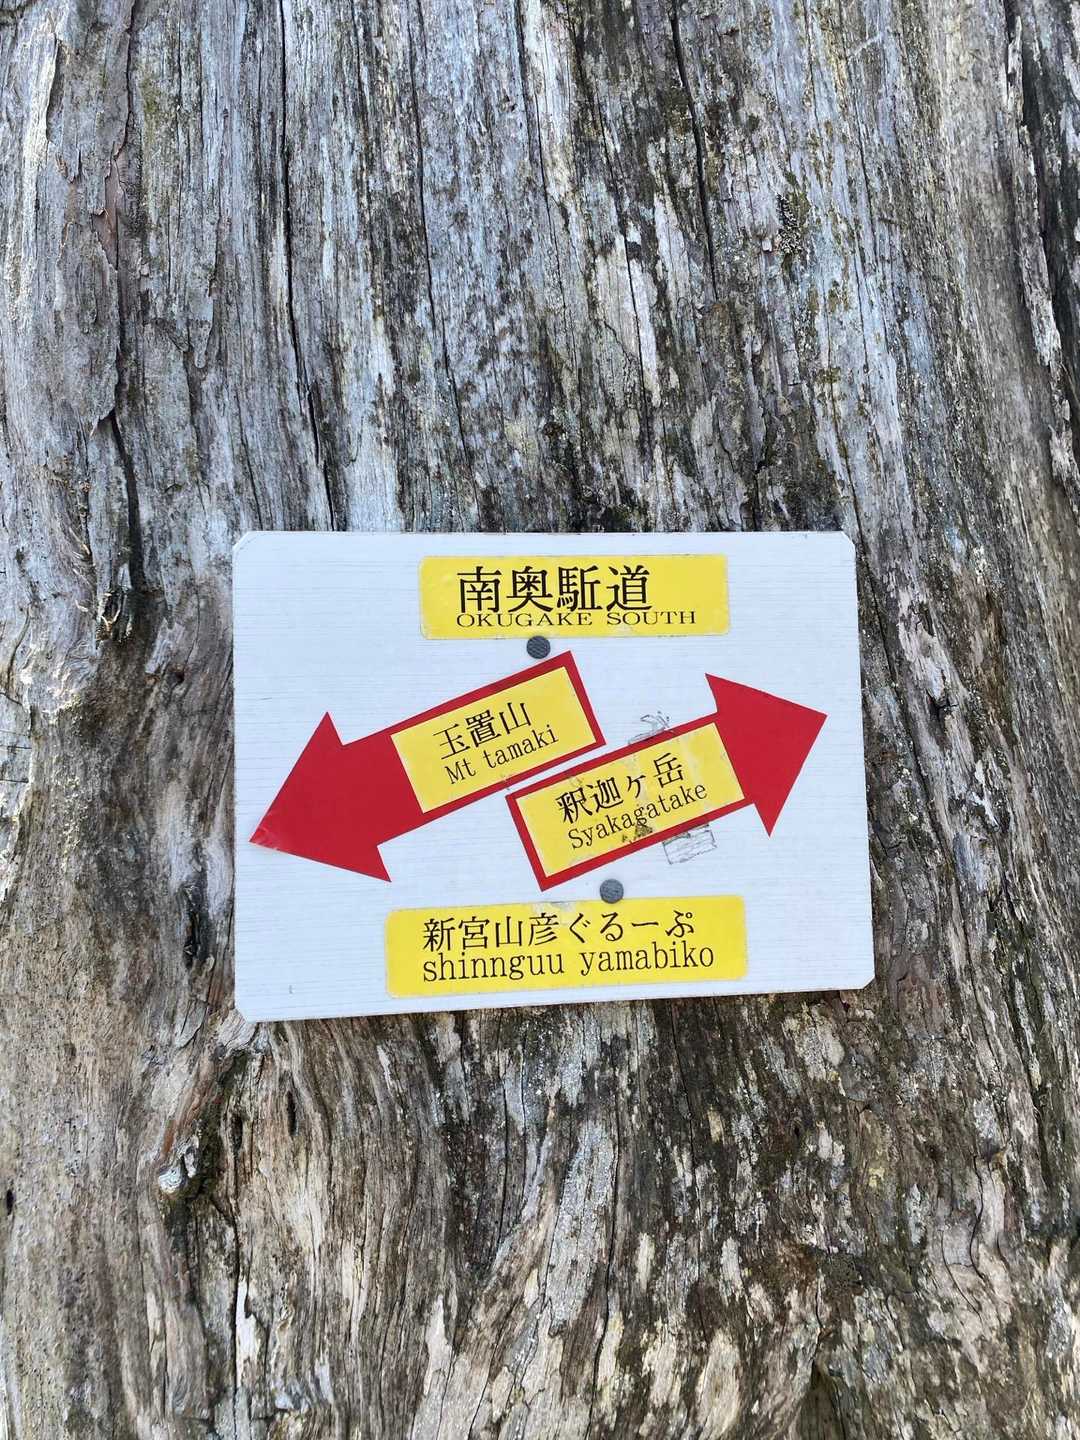 南奥駈道
OKUGAKE SOUTH
玉置山
Mt tamaki
釈迦ヶ岳
Syakagatake
新宮山彦ぐるーぷ
shinnguu yamabiko